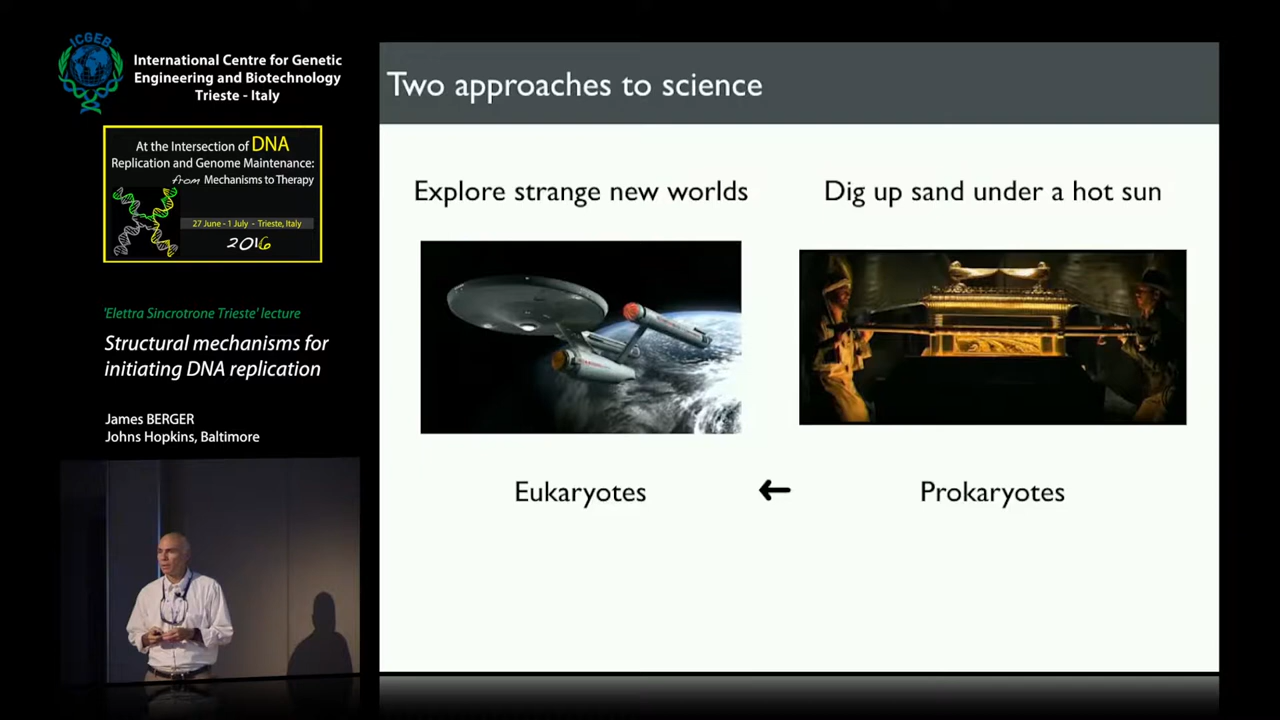 ICGEB
International Centre for Genetic
Engineering and Biotechnology
Trieste - Italy
At the Intersection of DNA
Replication and Genome Maintenance:
from Mechanisms to Therapy
27 June - 1 July - Trieste, Italy
2016
'Elettra Sincrotrone Trieste' lecture
Structural mechanisms for
initiating DNA replication
James BERGER
Johns Hopkins, Baltimore
Two approaches to science
Explore strange new worlds
Dig up sand under a hot sun
Eukaryotes
←
Prokaryotes